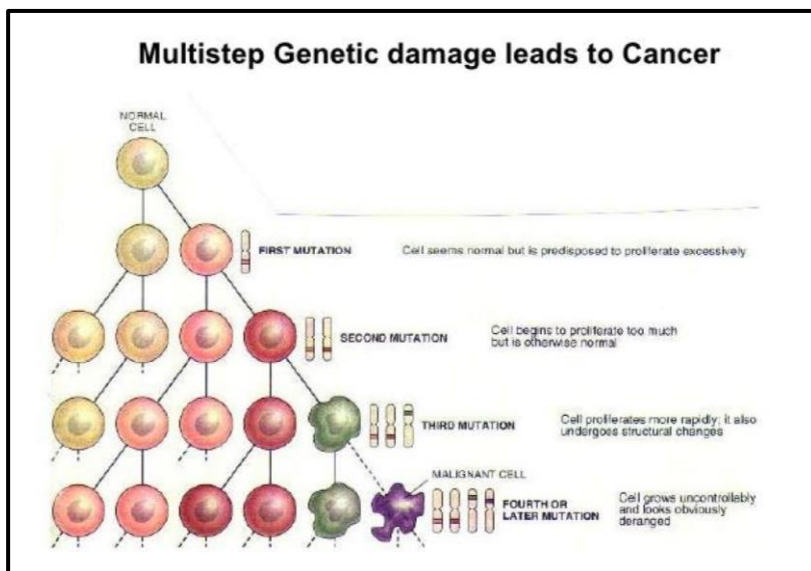 Multistep Genetic damage leads to Cancer
NORMAL
CELL
FIRST MUTATION
Cell seems normal but is predisposed to proliferate excessively
SECOND MUTATION
Cell begins to proliferate too much
but is otherwise normal
THIRD MUTATION
Cell proliferates more rapidly; it also
undergoes structural changes
MALIGNANT CELL
FOURTH OR
LATER MUTATION
Cell grows uncontrollably
and looks obviously
deranged